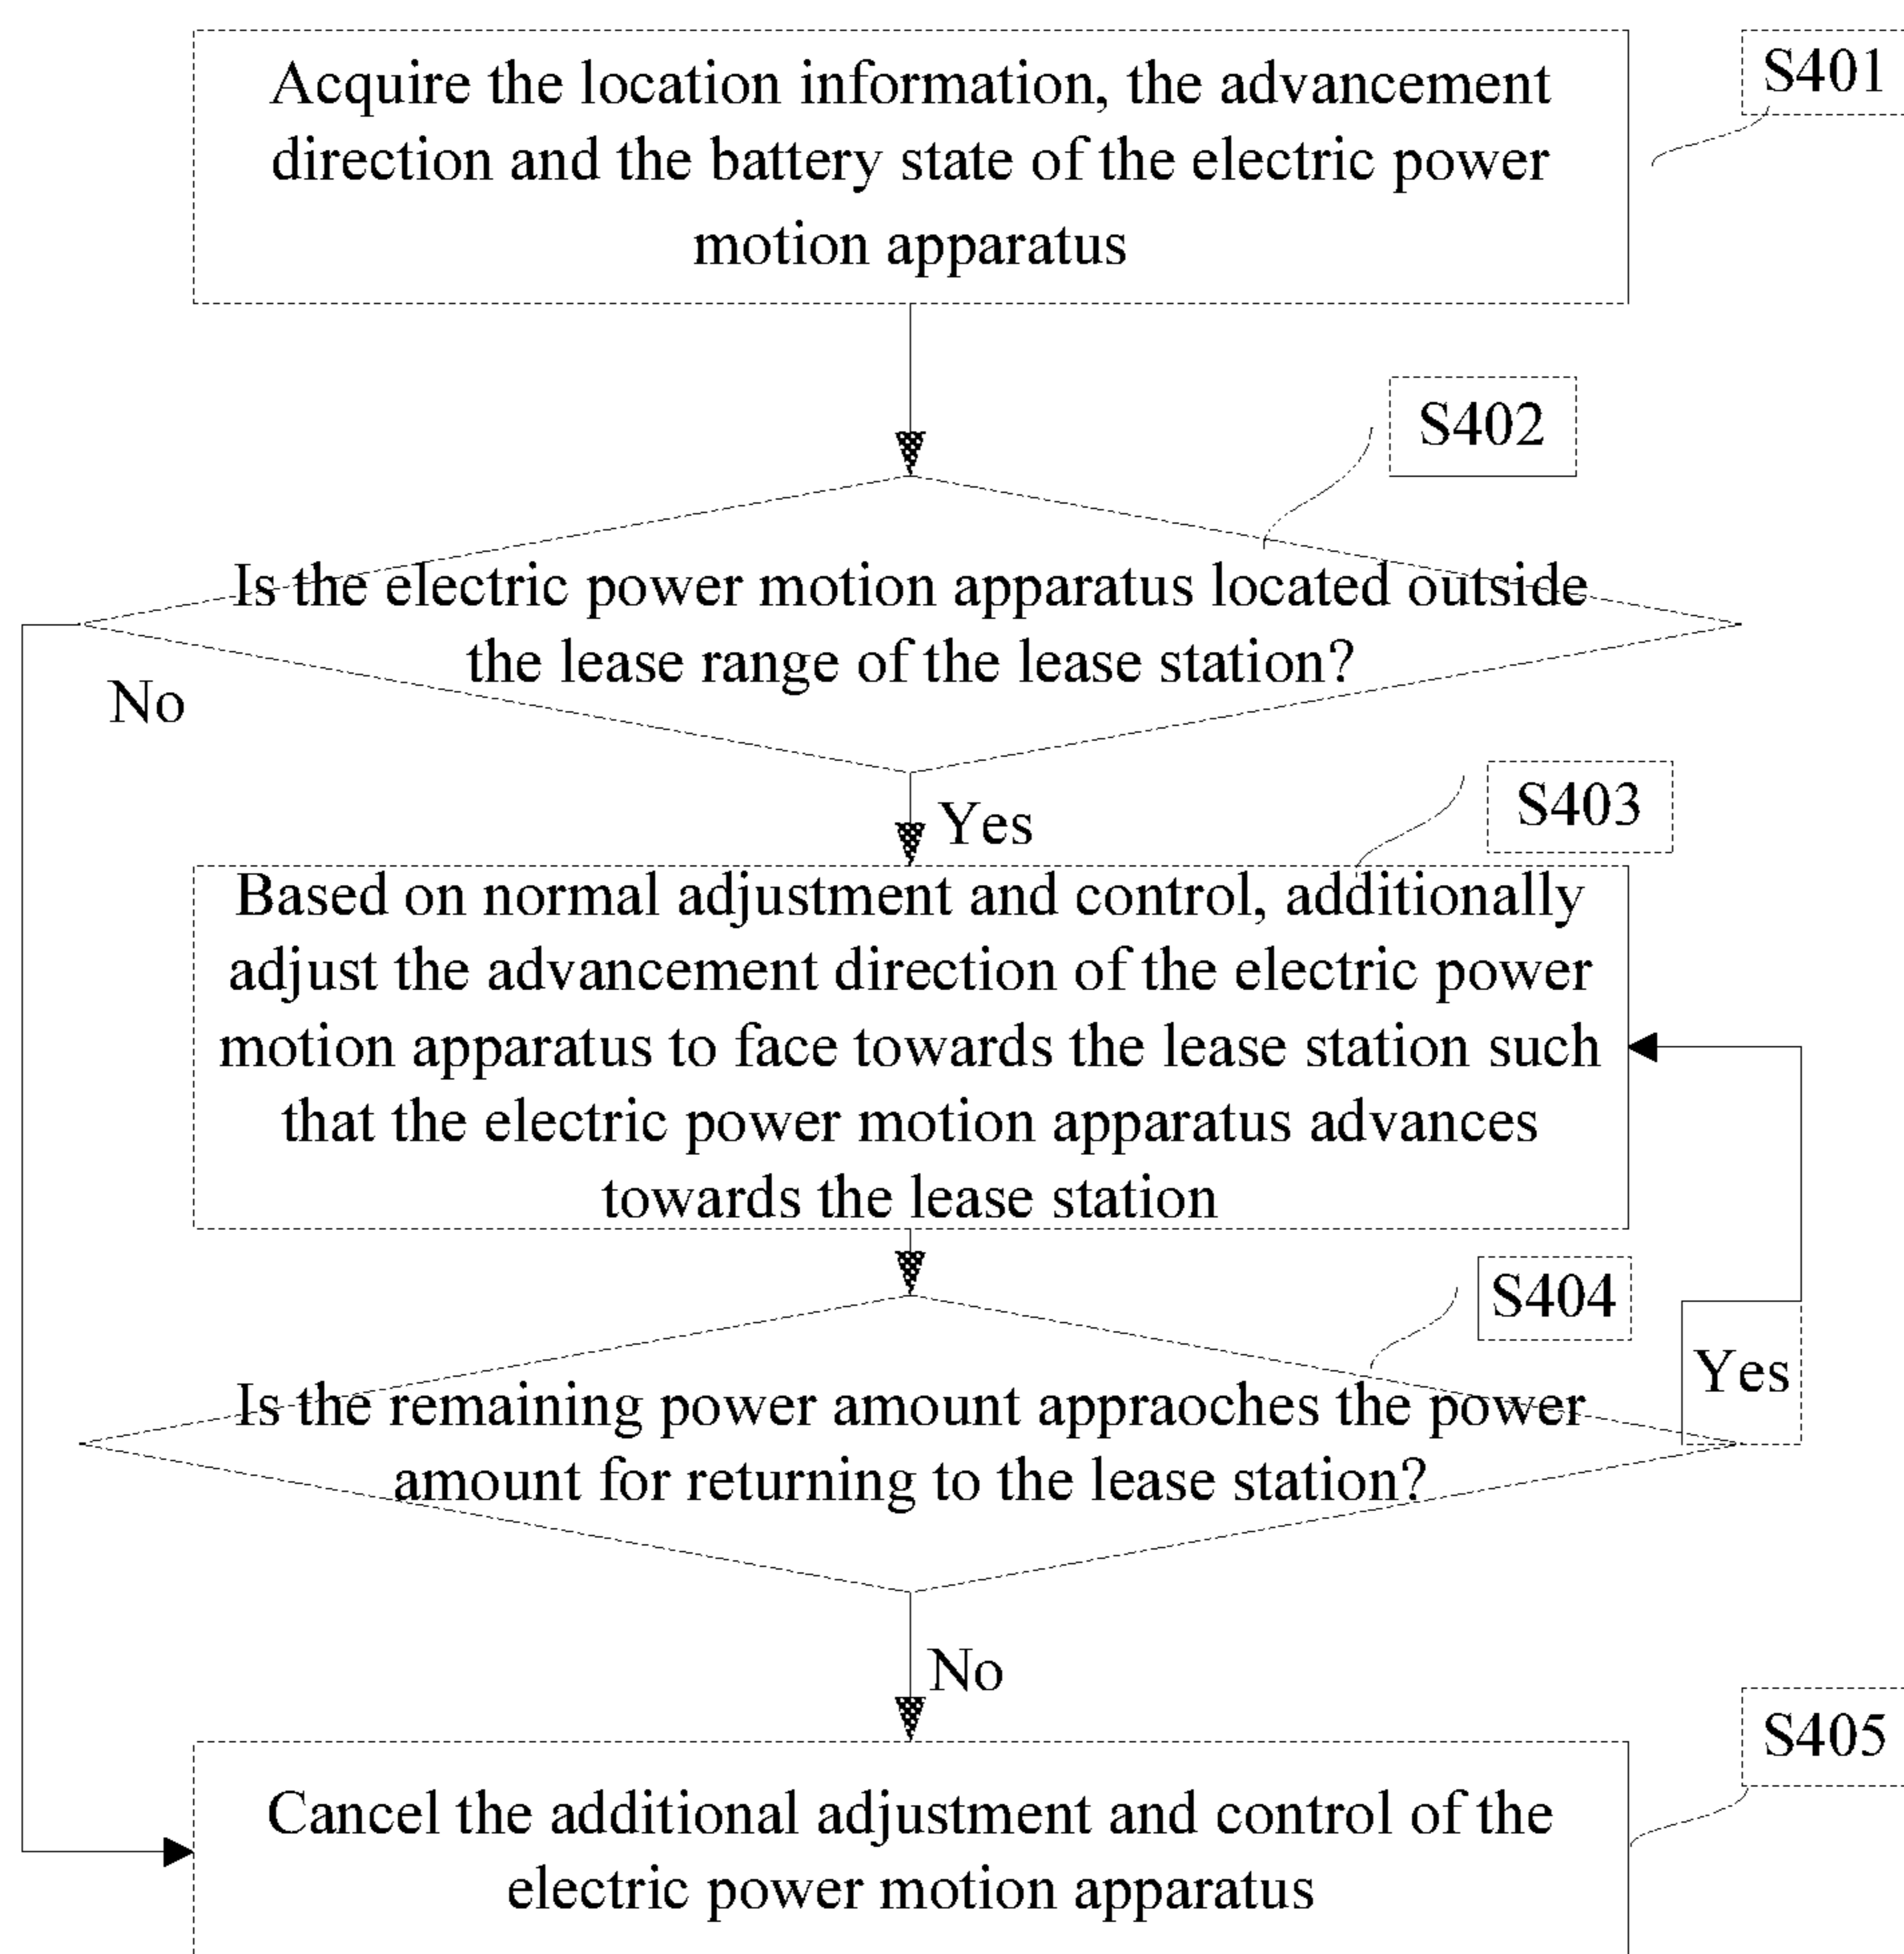 Acquire the location information, the advancement
direction and the battery state of the electric power
motion apparatus
S401
S402
Is the electric power motion apparatus located outside
the lease range of the lease station?
No
Yes
S403
Based on normal adjustment and control, additionally
adjust the advancement direction of the electric power
motion apparatus to face towards the lease station such
that the electric power motion apparatus advances
towards the lease station
S404
Is the remaining power amount appraoches the power
amount for returning to the lease station?
Yes
No
S405
Cancel the additional adjustment and control of the
electric power motion apparatus